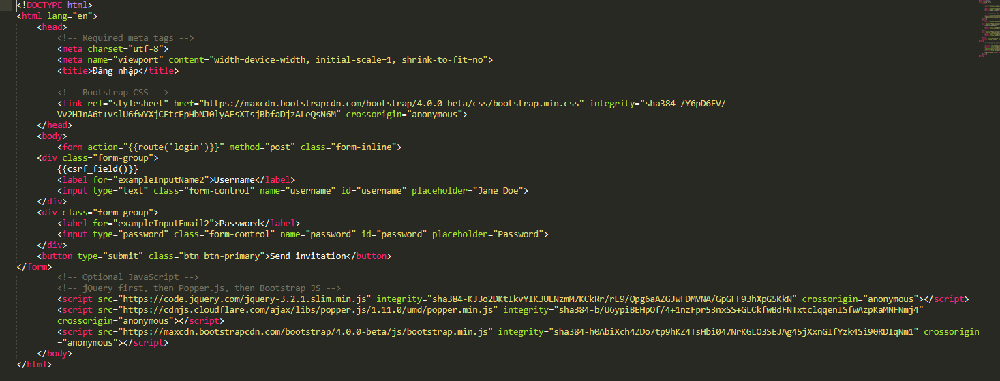 <!DOCTYPE html>
<html lang="en">
<head>
<!-- Required meta tags -->
<meta charset="utf-8">
<meta name="viewport" content="width=device-width, initial-scale=1, shrink-to-fit=no">
<title>Đăng nhập</title>
<!-- Bootstrap CSS -->
<link rel="stylesheet" href="https://maxcdn.bootstrapcdn.com/bootstrap/4.0.0-beta/css/bootstrap.min.css" integrity="sha384-/Y6pD6FV/
Vv2HJnA6t+vslU6fwYXjCFtcEpHbNJ0lyAFsXTsjBbfaDjzALeQsN6M" crossorigin="anonymous">
</head>
<body>
<form action="{{route('login')}}" method="post" class="form-inline">
<div class="form-group">
{{csrf_field()}}
<label for="exampleInputName2">Username</label>
<input type="text" class="form-control" name="username" id="username" placeholder="Jane Doe">
</div>
<div class="form-group">
<label for="exampleInputEmail2">Password</label>
<input type="password" class="form-control" name="password" id="password" placeholder="Password">
</div>
<button type="submit" class="btn btn-primary">Send invitation</button>
</form>
<!-- Optional JavaScript -->
<!-- jQuery first, then Popper.js, then Bootstrap JS -->
<script src="https://code.jquery.com/jquery-3.2.1.slim.min.js" integrity="sha384-KJ3o2DKtIkvYIK3UENzmM7KCkRr/rE9/Qpg6aAZGJwFDMVNA/GpGFF93hXpG5KkN" crossorigin="anonymous"></script>
<script src="https://cdnjs.cloudflare.com/ajax/libs/popper.js/1.11.0/umd/popper.min.js" integrity="sha384-b/U6ypiBEHpOf/4+1nzFpr53nxSS+GLCkfwBdFNTxtclqqenISfwAzpKaMNFNmj4"
crossorigin="anonymous"></script>
<script src="https://maxcdn.bootstrapcdn.com/bootstrap/4.0.0-beta/js/bootstrap.min.js" integrity="sha384-h0AbiXch4ZDo7tp9hKZ4TsHbi047NrKGLO3SEJAg45jXxnGIfYzk4Si90RDIqNm1" crossorigin
="anonymous"></script>
</body>
</html>